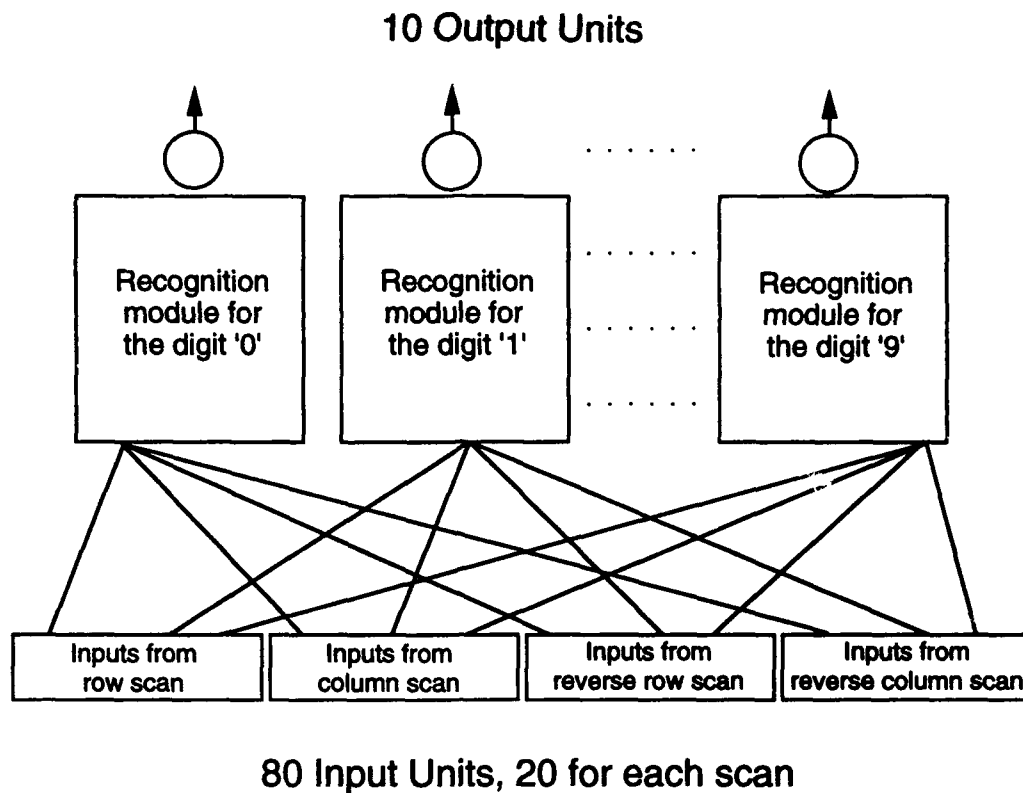 10 Output Units
Recognition
module for
the digit '0'
Recognition
module for
the digit '1'
Recognition
module for
the digit '9'
Inputs from
row scan
Inputs from
column scan
Inputs from
reverse row scan
Inputs from
reverse column scan
80 Input Units, 20 for each scan